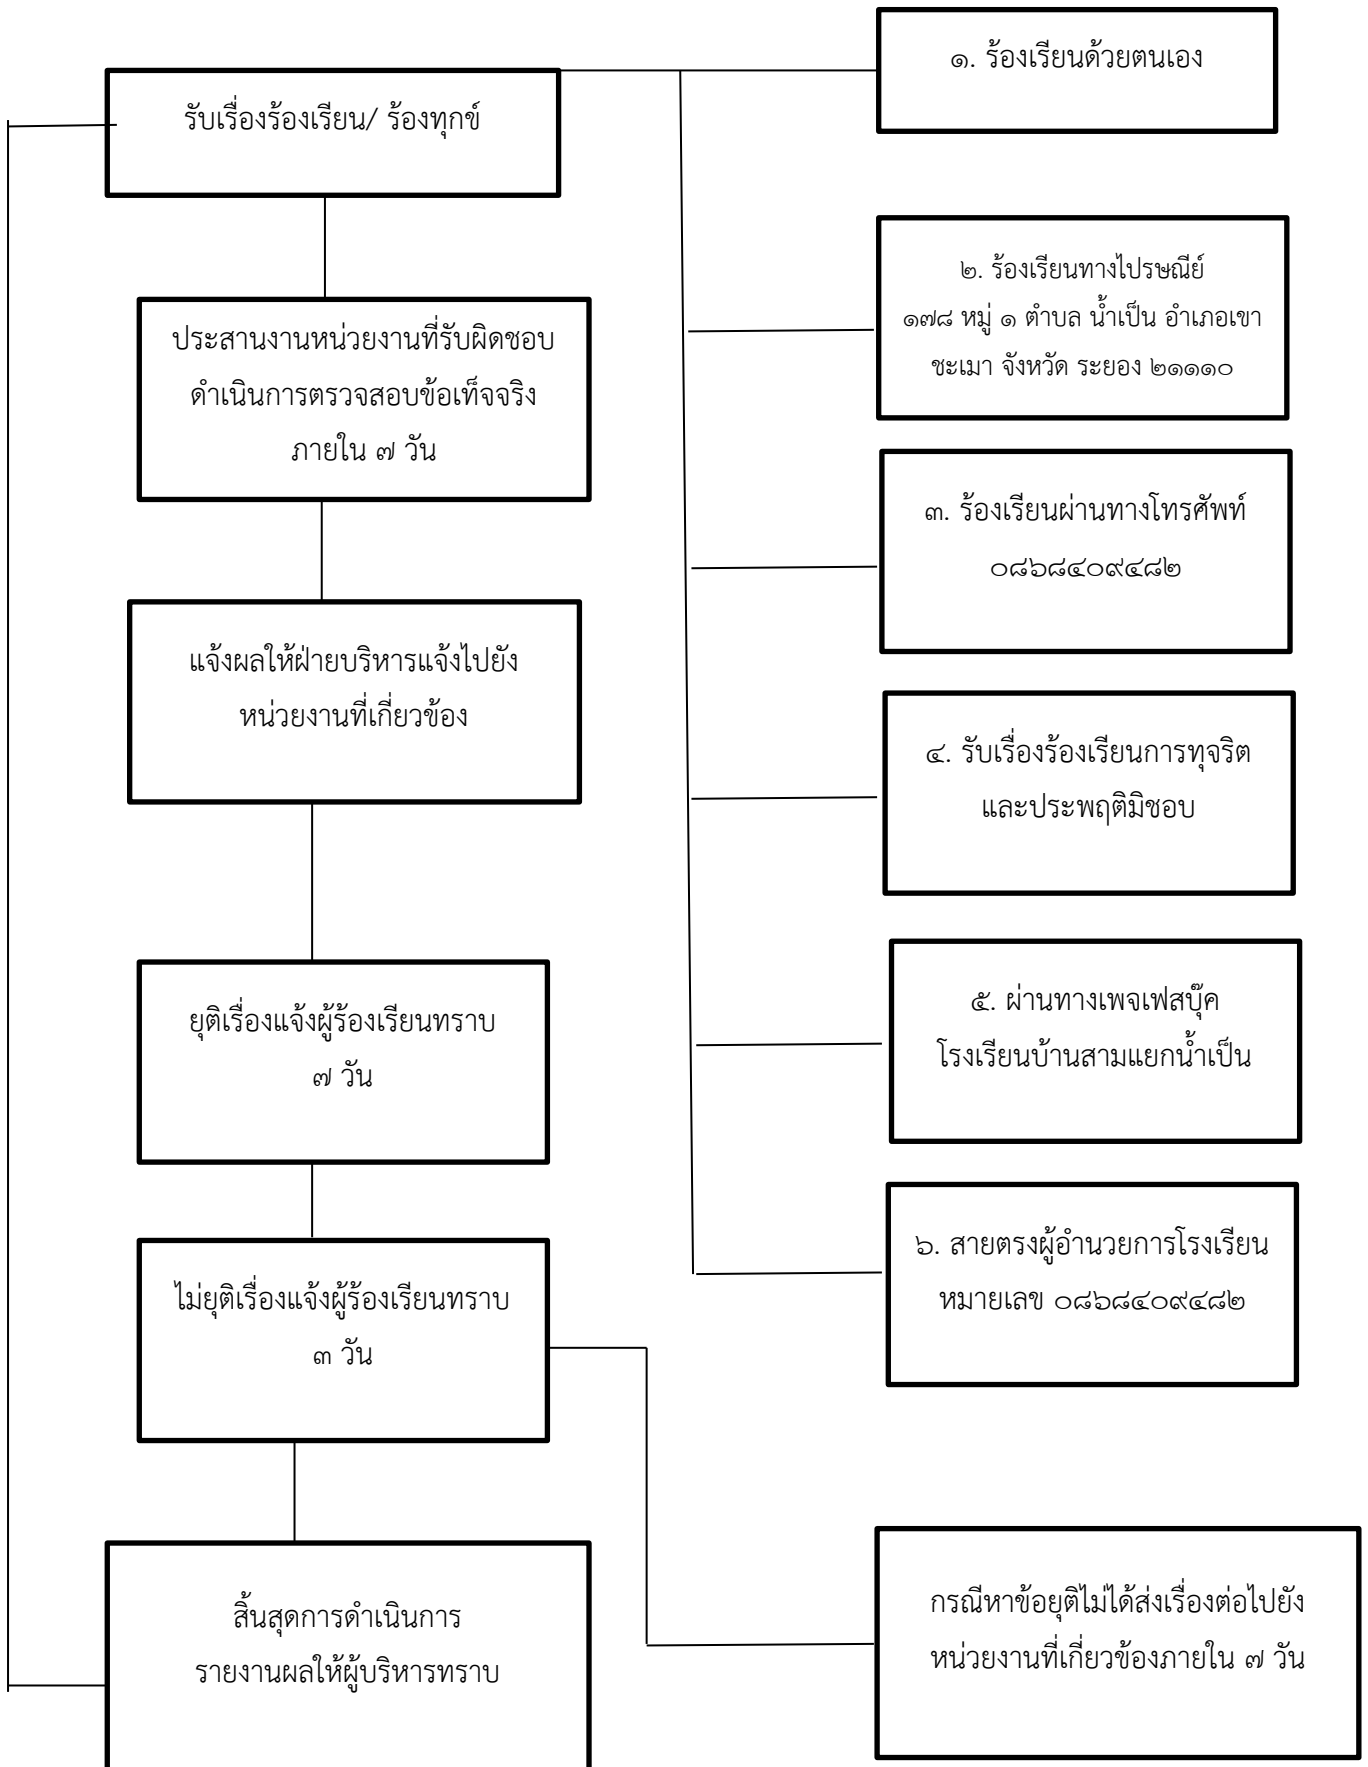 รับเรื่องร้องเรียน/ ร้องทุกข์
ประสานงานหน่วยงานที่รับผิดชอบ
ดำเนินการตรวจสอบข้อเท็จจริง
ภายใน ๗ วัน
แจ้งผลให้ฝ่ายบริหารแจ้งไปยัง
หน่วยงานที่เกี่ยวข้อง
ยุติเรื่องแจ้งผู้ร้องเรียนทราบ
๗ วัน
ไม่ยุติเรื่องแจ้งผู้ร้องเรียนทราบ
๓ วัน
สิ้นสุดการดำเนินการ
รายงานผลให้ผู้บริหารทราบ
๑. ร้องเรียนด้วยตนเอง
๒. ร้องเรียนทางไปรษณีย์
๑๗๘ หมู่ ๑ ตำบล น้ำเป็น อำเภอเขา
ชะเมา จังหวัด ระยอง ๒๑๑๑๐
๓. ร้องเรียนผ่านทางโทรศัพท์
๐๘๖๘๔๐๙๔๘๒
๔. รับเรื่องร้องเรียนการทุจริต
และประพฤติมิชอบ
๕. ผ่านทางเพจเฟสบุ๊ค
โรงเรียนบ้านสามแยกน้ำเป็น
๖. สายตรงผู้อำนวยการโรงเรียน
หมายเลข ๐๘๖๘๔๐๙๔๘๒
กรณีหาข้อยุติไม่ได้ส่งเรื่องต่อไปยัง
หน่วยงานที่เกี่ยวข้องภายใน ๗ วัน